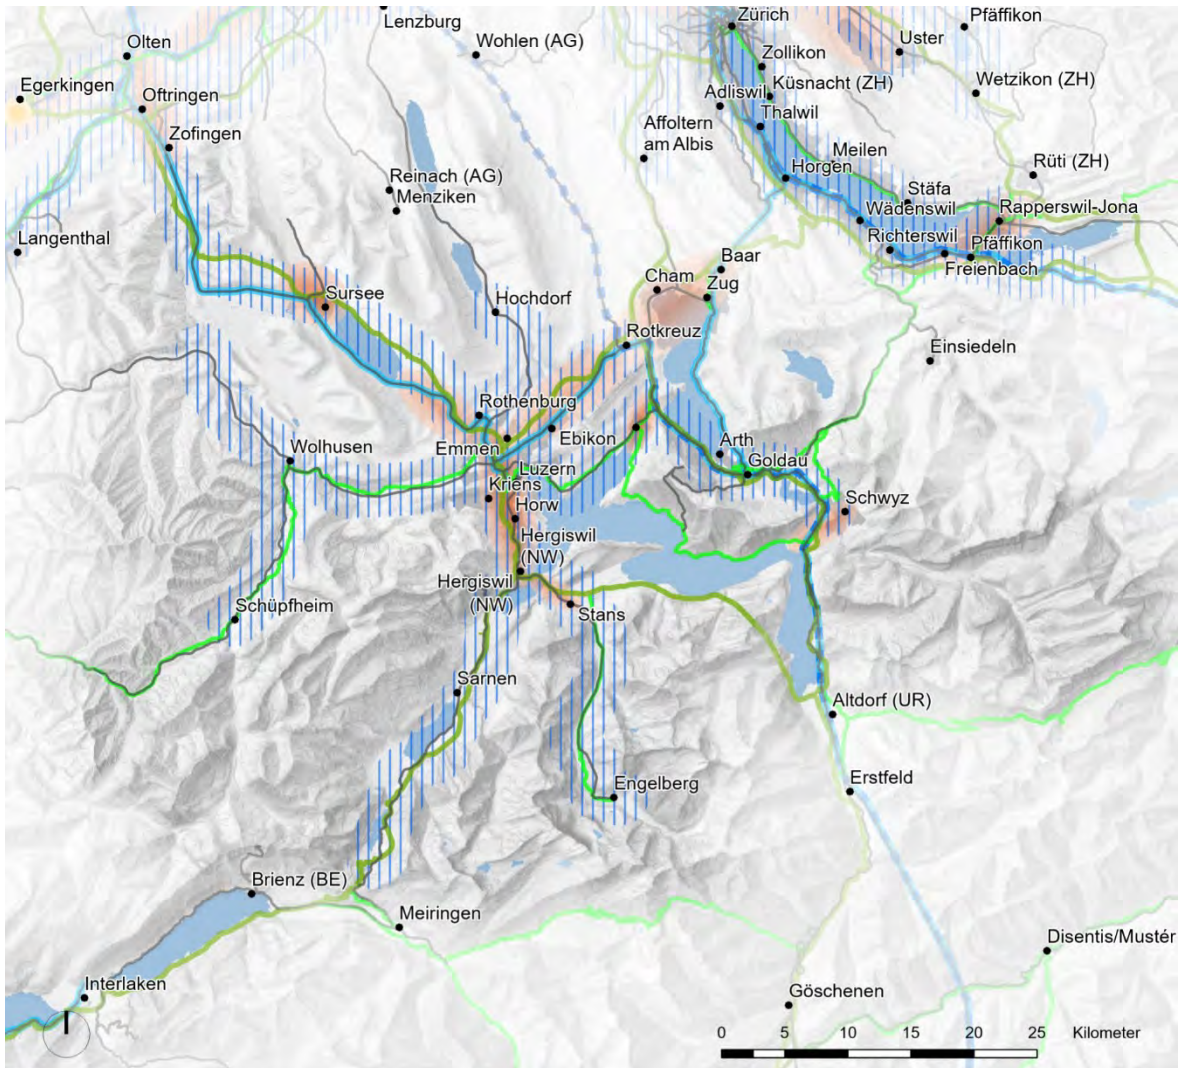 Lenzburg
Zürich
Pfäffikon
Olten
Wohlen (AG)
Uster
Zollikon
Egerkingen
Küsnacht (ZH)
Wetzikon (ZH)
Oftringen
Adliswil
Thalwil
Zofingen
Affoltern
am Albis
Meilen
Horgen
Rüti (ZH)
Reinach (AG)
Menziken
Stäfa
Wädenswil
Rapperswil-Jona
Langenthal
Richterswil
Pfäffikon
Baar
Freienbach
Cham
Zug
Sursee
Hochdorf
Rotkreuz
Einsiedeln
Rothenburg
Wolhusen
Emmen
Ebikon
Arth
Goldau
Luzern
Kriens
Schwyz
Horw
Hergiswil
(NW)
Hergiswil
(NW)
Schüpfheim
Stans
Sarnen
Altdorf (UR)
Engelberg
Erstfeld
Brienz (BE)
Meiringen
Disentis/Mustér
Interlaken
Göschenen
0 5 10 15 20 25 Kilometer